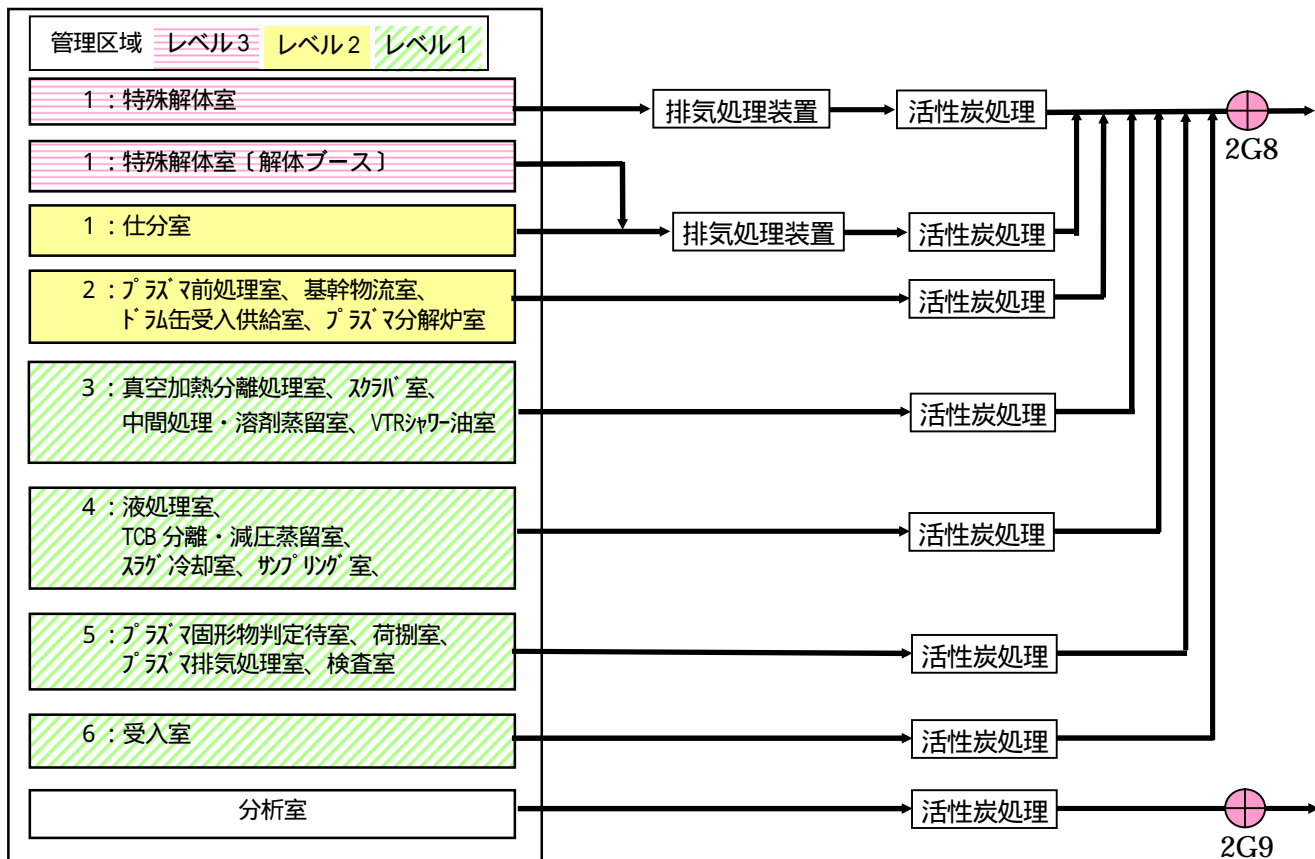 管理区域 レベル3 レベル2 レベル1
1：特殊解体室
排気処理装置
活性炭処理
2G8
1：特殊解体室〔解体ブース〕
1：仕分室
排気処理装置
活性炭処理
2：プラズマ前処理室、基幹物流室、
ドラム缶受入供給室、プラズマ分解炉室
活性炭処理
3：真空加熱分離処理室、スクラバ室、
中間処理・溶剤蒸留室、VTRシャワー油室
活性炭処理
4：液処理室、
TCB分離・減圧蒸留室、
スラグ冷却室、サンプリング室、
活性炭処理
5：プラズマ固形物判定待室、荷捌室、
プラズマ排気処理室、検査室
活性炭処理
6：受入室
活性炭処理
分析室
活性炭処理
2G9